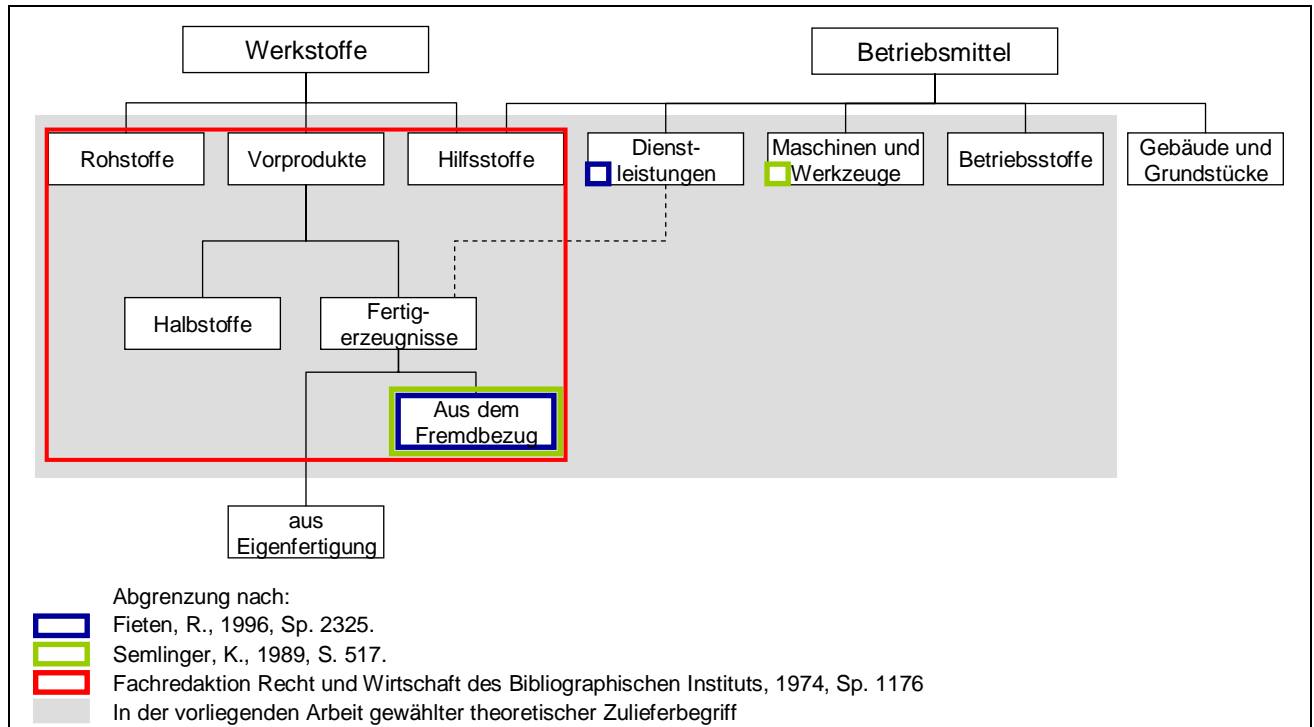 Werkstoffe
Betriebsmittel
Rohstoffe
Vorprodukte
Hilfsstoffe
Dienst-
leistungen
Maschinen und
Werkzeuge
Betriebsstoffe
Gebäude und
Grundstücke
Halbstoffe
Fertig-
erzeugnisse
Aus dem
Fremdbezug
aus
Eigenfertigung
Abgrenzung nach:
Fieten, R., 1996, Sp. 2325.
Semlinger, K., 1989, S. 517.
Fachredaktion Recht und Wirtschaft des Bibliographischen Instituts, 1974, Sp. 1176
In der vorliegenden Arbeit gewählter theoretischer Zulieferbegriff